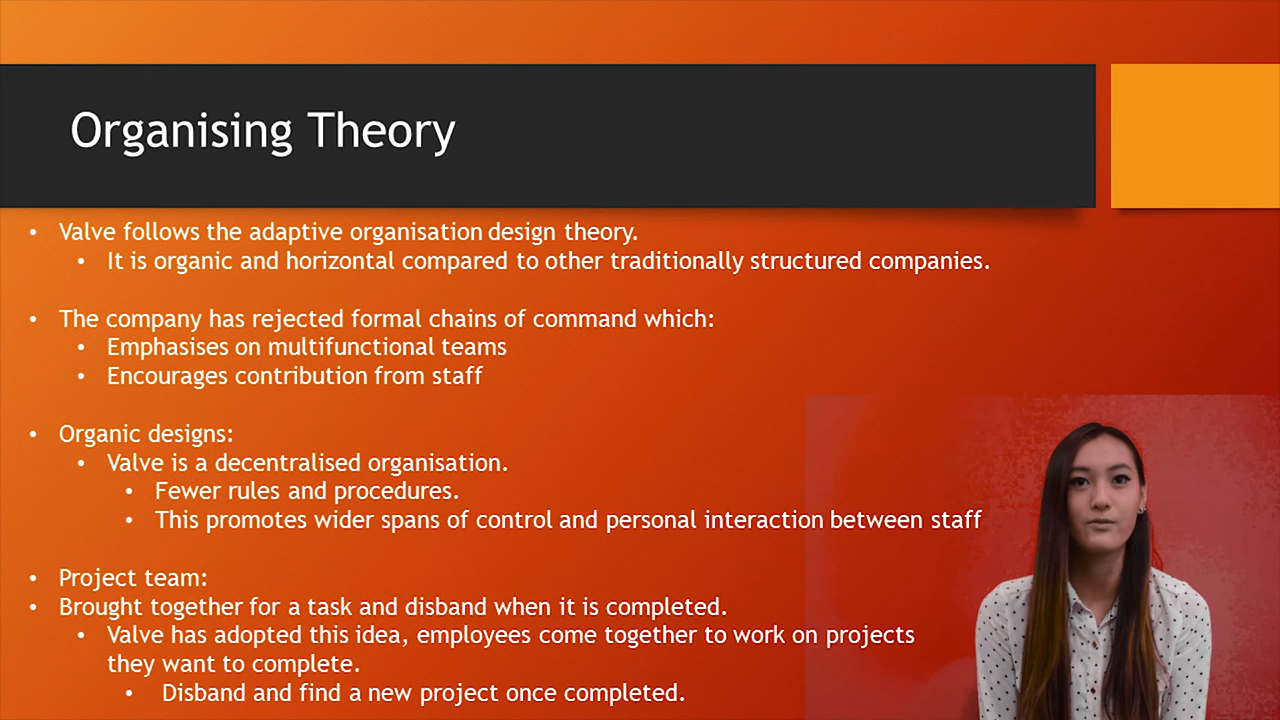 Organising Theory
• Valve follows the adaptive organisation design theory.
• It is organic and horizontal compared to other traditionally structured companies.
• The company has rejected formal chains of command which:
• Emphasises on multifunctional teams
• Encourages contribution from staff
• Organic designs:
• Valve is a decentralised organisation.
• Fewer rules and procedures.
• This promotes wider spans of control and personal interaction between staff
• Project team:
• Brought together for a task and disband when it is completed.
• Valve has adopted this idea, employees come together to work on projects
they want to complete.
• Disband and find a new project once completed.